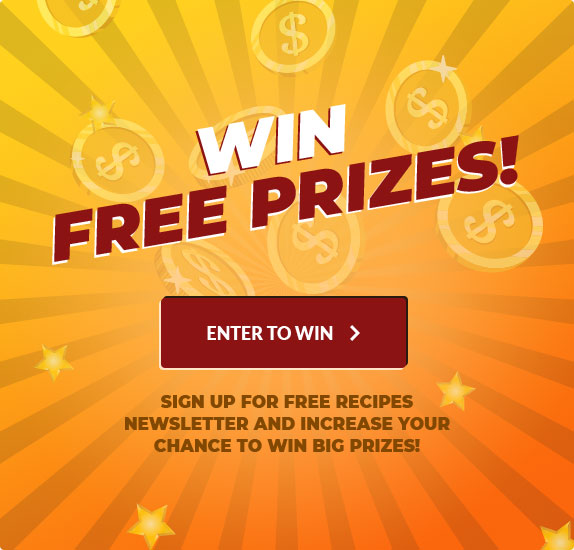 WIN
FREE PRIZES!
ENTER TO WIN
SIGN UP FOR FREE RECIPES
NEWSLETTER AND INCREASE YOUR
CHANCE TO WIN BIG PRIZES!